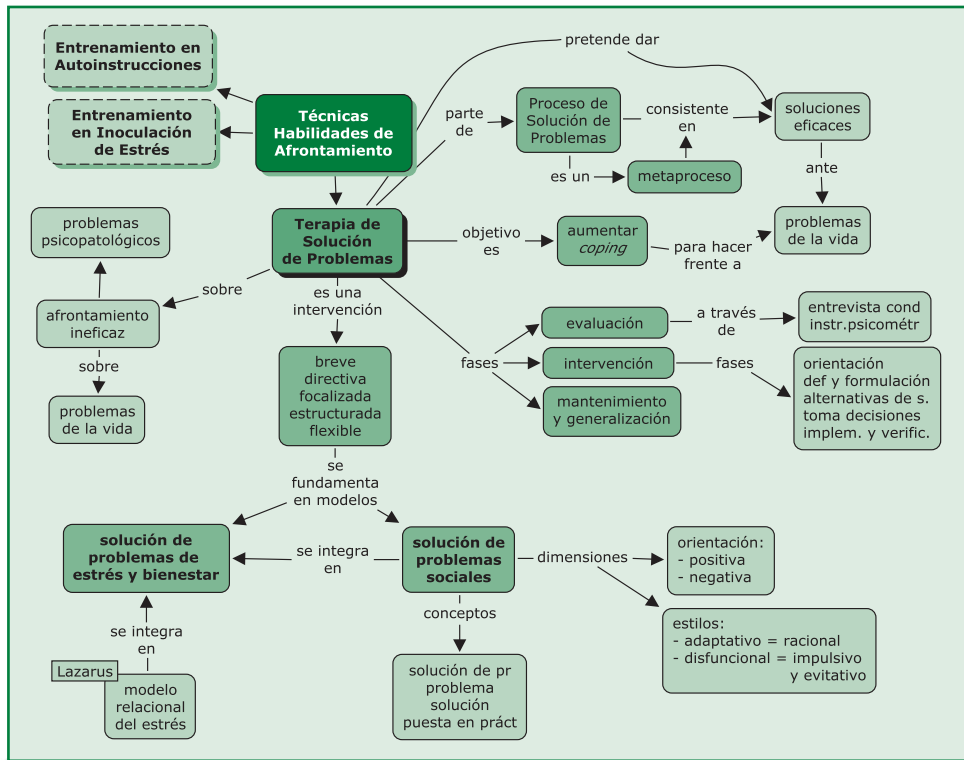 Entrenamiento en
Autoinstrucciones
Entrenamiento
en Inoculación
de Estrés
Técnicas
Habilidades de
Afrontamiento
pretende dar
parte
de
Proceso de
Solución de
Problemas
consistente
en
soluciones
eficaces
es un
metaproceso
ante
problemas
de la vida
Terapia de
Solución
de Problemas
objetivo
es
aumentar
coping
para hacer
frente a
problemas
psicopatológicos
sobre
afrontamiento
ineficaz
sobre
problemas
de la vida
es una
intervención
breve
directiva
focalizada
estructurada
flexible
fases
evaluación
a través
de
entrevista cond
instr.psicométr
intervención
fases
orientación
def y formulación
alternativas de s.
toma decisiones
implem. y verific.
mantenimiento
y generalización
se
fundamenta
en modelos
solución de
problemas de
estrés y bienestar
se integra
en
solución de
problemas
sociales
dimensiones
orientación:
- positiva
- negativa
estilos:
- adaptativo = racional
- disfuncional = impulsivo
y evitativo
conceptos
solución de pr
problema
solución
puesta en práct
se integra
en
Lazarus
modelo
relacional
del estrés